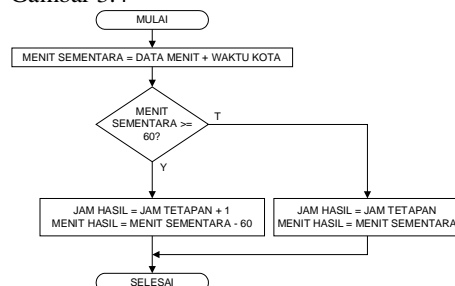 Gambar 3.4
MULAI
MENIT SEMENTARA = DATA MENIT + WAKTU KOTA
MENIT
SEMENTARA >=
60?
T
Y
JAM HASIL = JAM TETAPAN + 1
MENIT HASIL = MENIT SEMENTARA - 60
JAM HASIL = JAM TETAPAN
MENIT HASIL = MENIT SEMENTARA
SELESAI